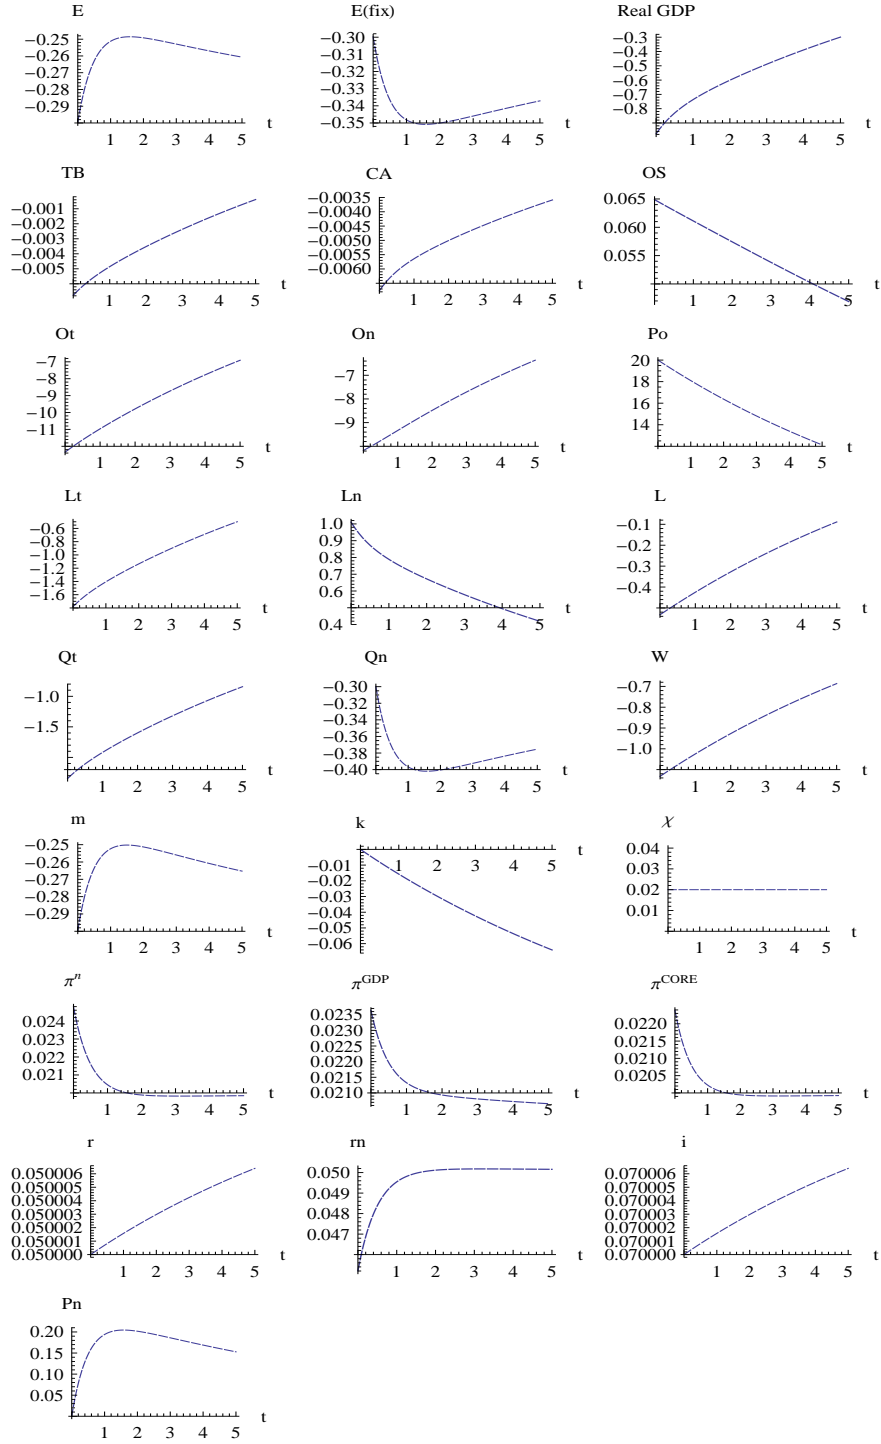 E E(fix) Real GDP
-0.25 -0.30 -0.3
-0.26 -0.31 -0.4
-0.27 -0.32 -0.5
-0.28 -0.33 -0.6
-0.29 -0.34 -0.7
-0.35 -0.8
t t t
1 2 3 4 5 1 2 3 4 5 1 2 3 4 5
TB CA OS
-0.001 -0.0035 0.065
-0.002 -0.0040 0.060
-0.003 -0.0045 0.055
-0.004 -0.0050
-0.005 -0.0055
-0.0060
t t t
1 2 3 4 5 1 2 3 4 5 1 2 3 4 5
Ot On Po
-7 -7 20
-8 -9 18
-9 16
-10 14
-11
t t t
1 2 3 4 5 1 2 3 4 5 1 2 3 4 5
Lt Ln L
-0.6 1.0 -0.1
-0.8 0.9 -0.2
-1.0 0.8 -0.3
-1.2 0.7 -0.4
-1.4 0.6
-1.6 0.4
t t t
1 2 3 4 5 1 2 3 4 5 1 2 3 4 5
Qt Qn W
-1.0 -0.30 -0.7
-1.5 -0.32 -0.8
-0.34 -0.9
-0.36 -1.0
-0.38
-0.40
t t t
1 2 3 4 5 1 2 3 4 5 1 2 3 4 5
m k χ
-0.25 -0.01 0.04
-0.26 -0.02 0.03
-0.27 -0.03 0.02
-0.28 -0.04 0.01
-0.29 -0.05
-0.06
t t t
1 2 3 4 5 1 2 3 4 5 1 2 3 4 5
πⁿ π^GDP π^CORE
0.024 0.0235 0.0220
0.023 0.0230 0.0215
0.022 0.0225 0.0210
0.021 0.0220 0.0205
0.0215
0.0210
t t t
1 2 3 4 5 1 2 3 4 5 1 2 3 4 5
r rn i
0.050006 0.050 0.070006
0.050005 0.049 0.070005
0.050004 0.048 0.070004
0.050003 0.047 0.070003
0.050002 0.070002
0.050001 0.070001
0.050000 0.070000
t t t
1 2 3 4 5 1 2 3 4 5 1 2 3 4 5
Pn
0.20
0.15
0.10
0.05
t
1 2 3 4 5